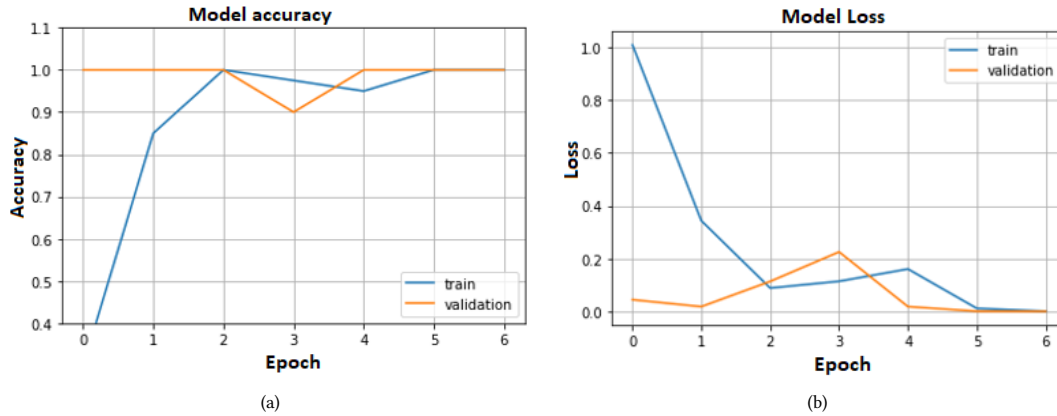 Model accuracy
1.1
1.0
0.9
0.8
0.7
0.6
0.5
0.4
Accuracy
train
validation
0 1 2 3 4 5 6
Epoch
(a)
Model Loss
1.0
0.8
0.6
0.4
0.2
0.0
Loss
train
validation
0 1 2 3 4 5 6
Epoch
(b)